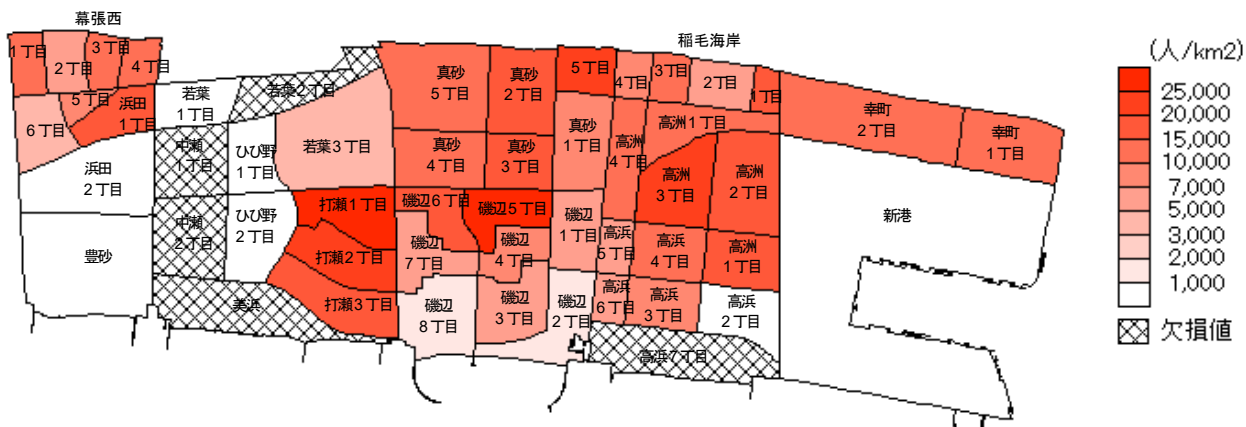 幕張西
1丁目
2丁目
3丁目
4丁目
5丁目
6丁目
浜田
1丁目
浜田
2丁目
豊砂
若葉
1丁目
若葉2丁目
若葉3丁目
中瀬
1丁目
中瀬
2丁目
ひび野
1丁目
ひび野
2丁目
美浜
打瀬1丁目
打瀬2丁目
打瀬3丁目
真砂
5丁目
真砂
2丁目
真砂
4丁目
真砂
3丁目
真砂
1丁目
磯辺6丁目
磯辺5丁目
磯辺
7丁目
磯辺
4丁目
磯辺
1丁目
磯辺
8丁目
磯辺
3丁目
磯辺
2丁目
稲毛海岸
5丁目
4丁目
3丁目
2丁目
丁目
高洲1丁目
高洲
4丁目
高洲
3丁目
高洲
2丁目
高浜
5丁目
高浜
4丁目
高洲
1丁目
高浜
6丁目
高浜
3丁目
高浜
2丁目
高浜7丁目
幸町
2丁目
幸町
1丁目
新港
(人/km2)
25,000
20,000
15,000
10,000
7,000
5,000
3,000
2,000
1,000
欠損値